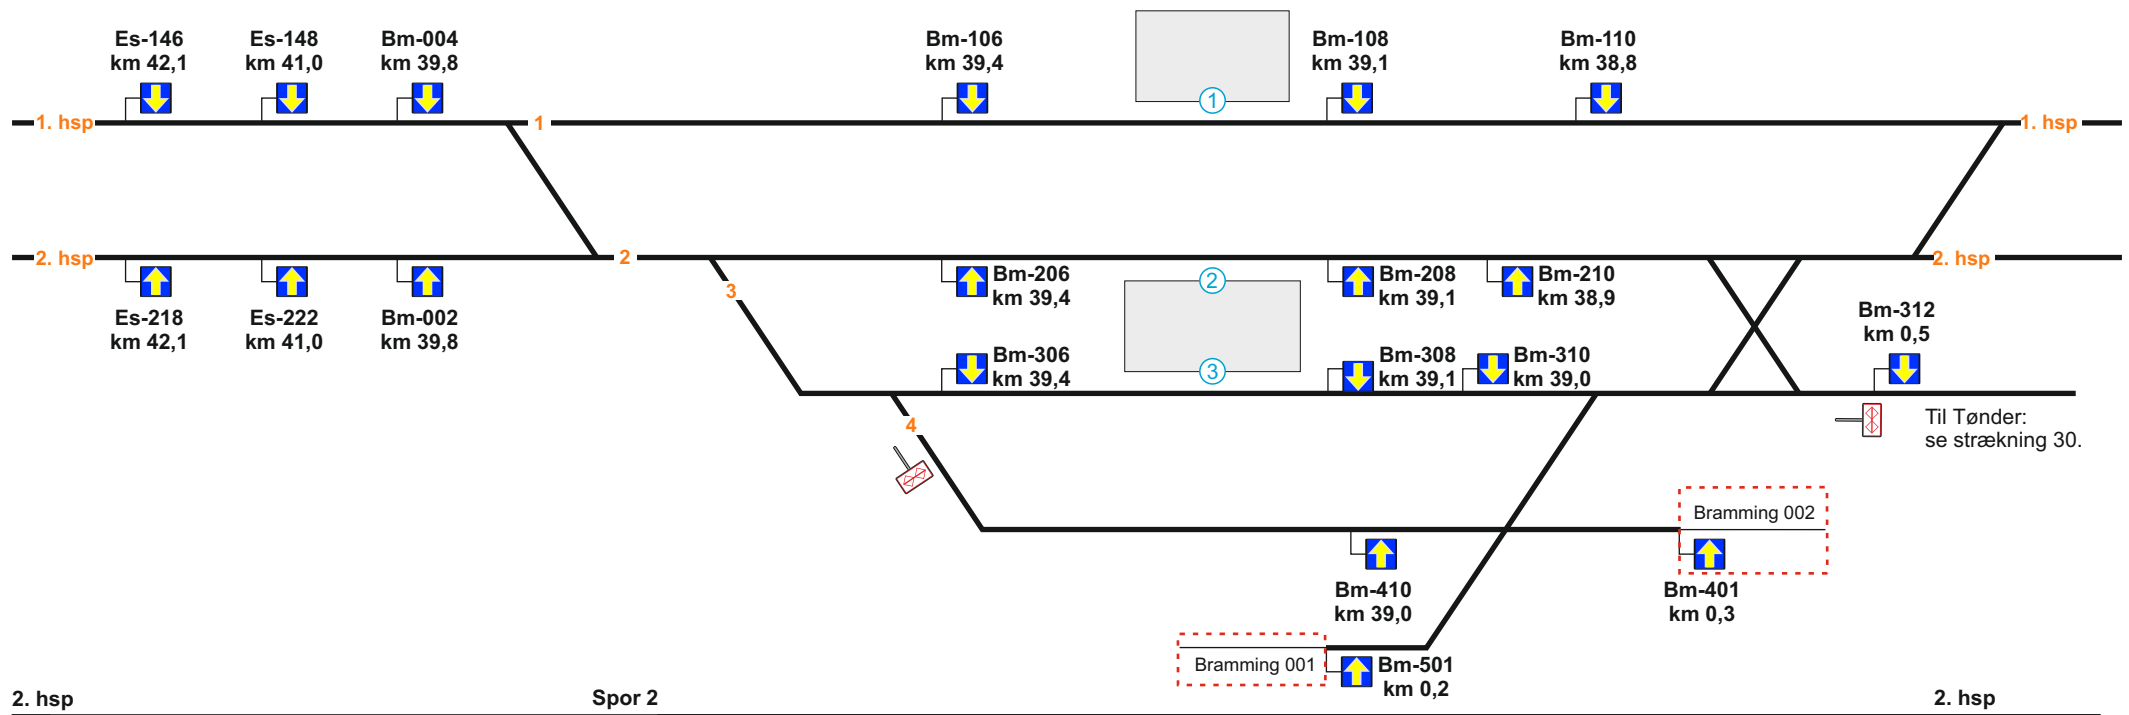 Es-146
km 42,1
Es-148
km 41,0
Bm-004
km 39,8
Bm-106
km 39,4
Bm-108
km 39,1
Bm-110
km 38,8
1
1. hsp
1
1. hsp
2. hsp
2
2. hsp
Es-218
km 42,1
Es-222
km 41,0
Bm-002
km 39,8
3
Bm-206
km 39,4
2
Bm-208
km 39,1
Bm-210
km 38,9
Bm-312
km 0,5
Bm-306
km 39,4
3
Bm-308
km 39,1
Bm-310
km 39,0
4
Til Tønder:
se strækning 30.
Bramming 002
Bm-410
km 39,0
Bm-401
km 0,3
Bramming 001
Bm-501
km 0,2
2. hsp
Spor 2
2. hsp